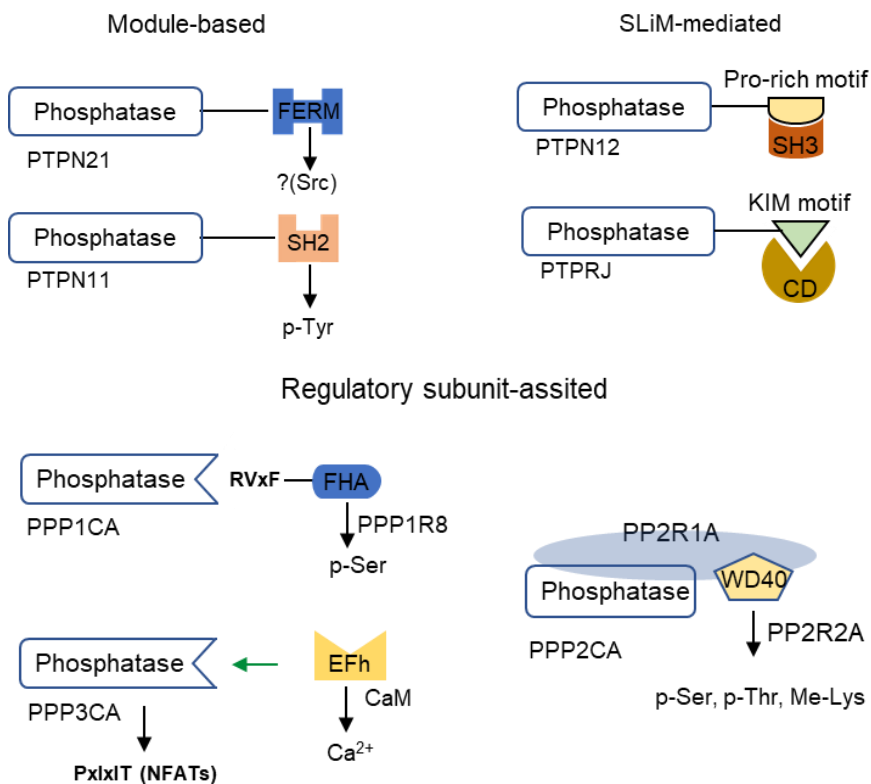 Module-based
SLiM-mediated
Phosphatase
FERM
PTPN21
?(Src)
Phosphatase
SH2
PTPN11
p-Tyr
Pro-rich motif
Phosphatase
SH3
PTPN12
KIM motif
Phosphatase
CD
PTPRJ
Regulatory subunit-assited
Phosphatase
RVxF
FHA
PPP1CA
PPP1R8
p-Ser
Phosphatase
EFh
PPP3CA
CaM
Ca²⁺
PxIxIT (NFATs)
PP2R1A
Phosphatase
WD40
PPP2CA
PP2R2A
p-Ser, p-Thr, Me-Lys